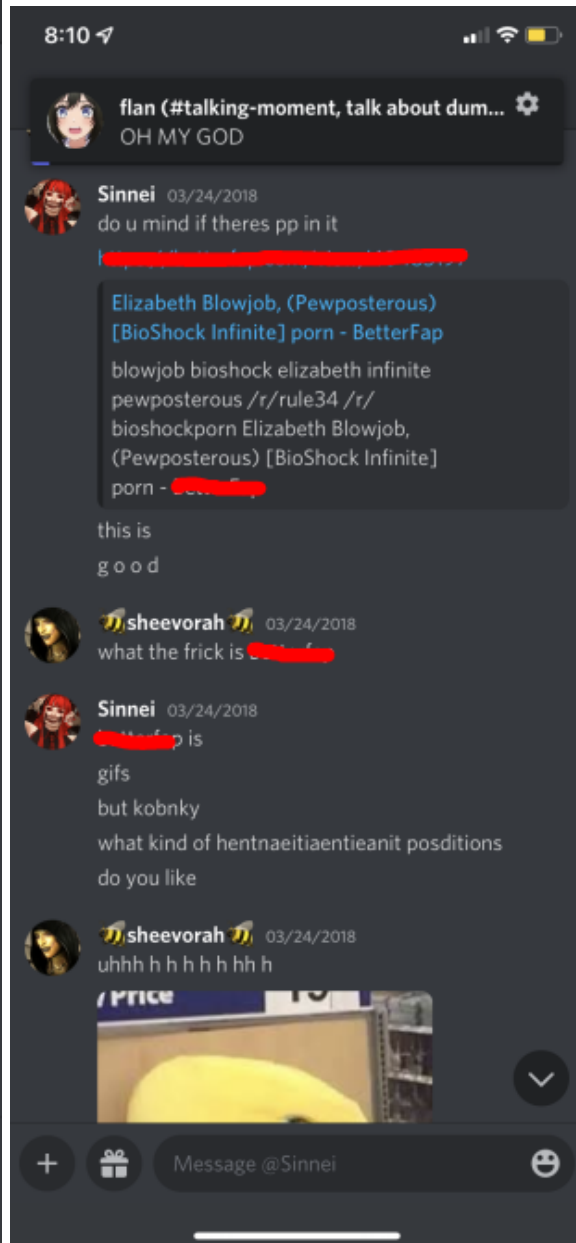 8:10
flan (#talking-moment, talk about dum...
OH MY GOD
Sinnei 03/24/2018
do u mind if theres pp in it
Elizabeth Blowjob, (Pewposterous)
[BioShock Infinite] porn - BetterFap
blowjob bioshock elizabeth infinite
pewposterous /r/rule34 /r/
bioshockporn Elizabeth Blowjob,
(Pewposterous) [BioShock Infinite]
porn -
this is
g o o d
🐝sheevorah🐝 03/24/2018
what the frick is
Sinnei 03/24/2018
is
gifs
but kobnky
what kind of hentnaeitiaentieanit posditions
do you like
🐝sheevorah🐝 03/24/2018
uhhh h h h h h hh h
/ Price
Message @Sinnei